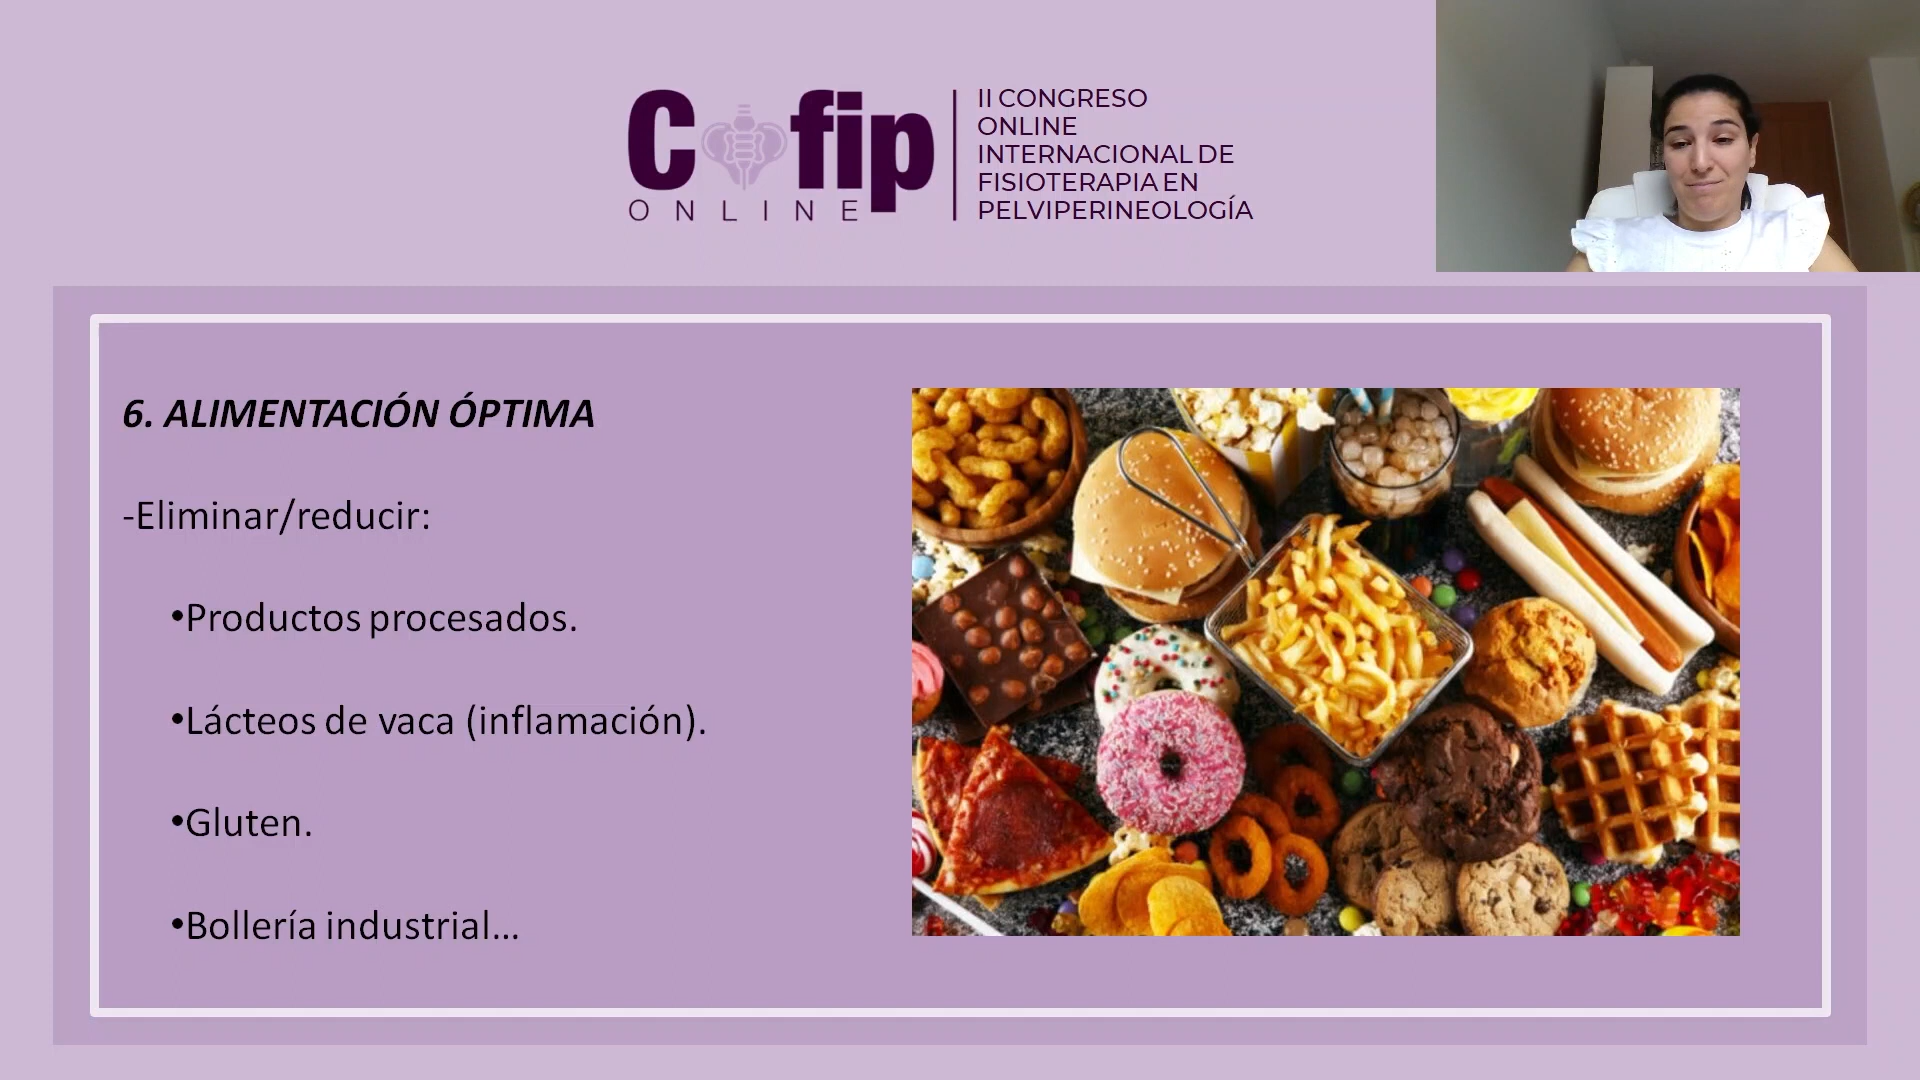 Cofip
ONLINE
II CONGRESO
ONLINE
INTERNACIONAL DE
FISIOTERAPIA EN
PELVIPERINEOLOGÍA
6. ALIMENTACIÓN ÓPTIMA
-Eliminar/reducir:
•Productos procesados.
•Lácteos de vaca (inflamación).
•Gluten.
•Bollería industrial...